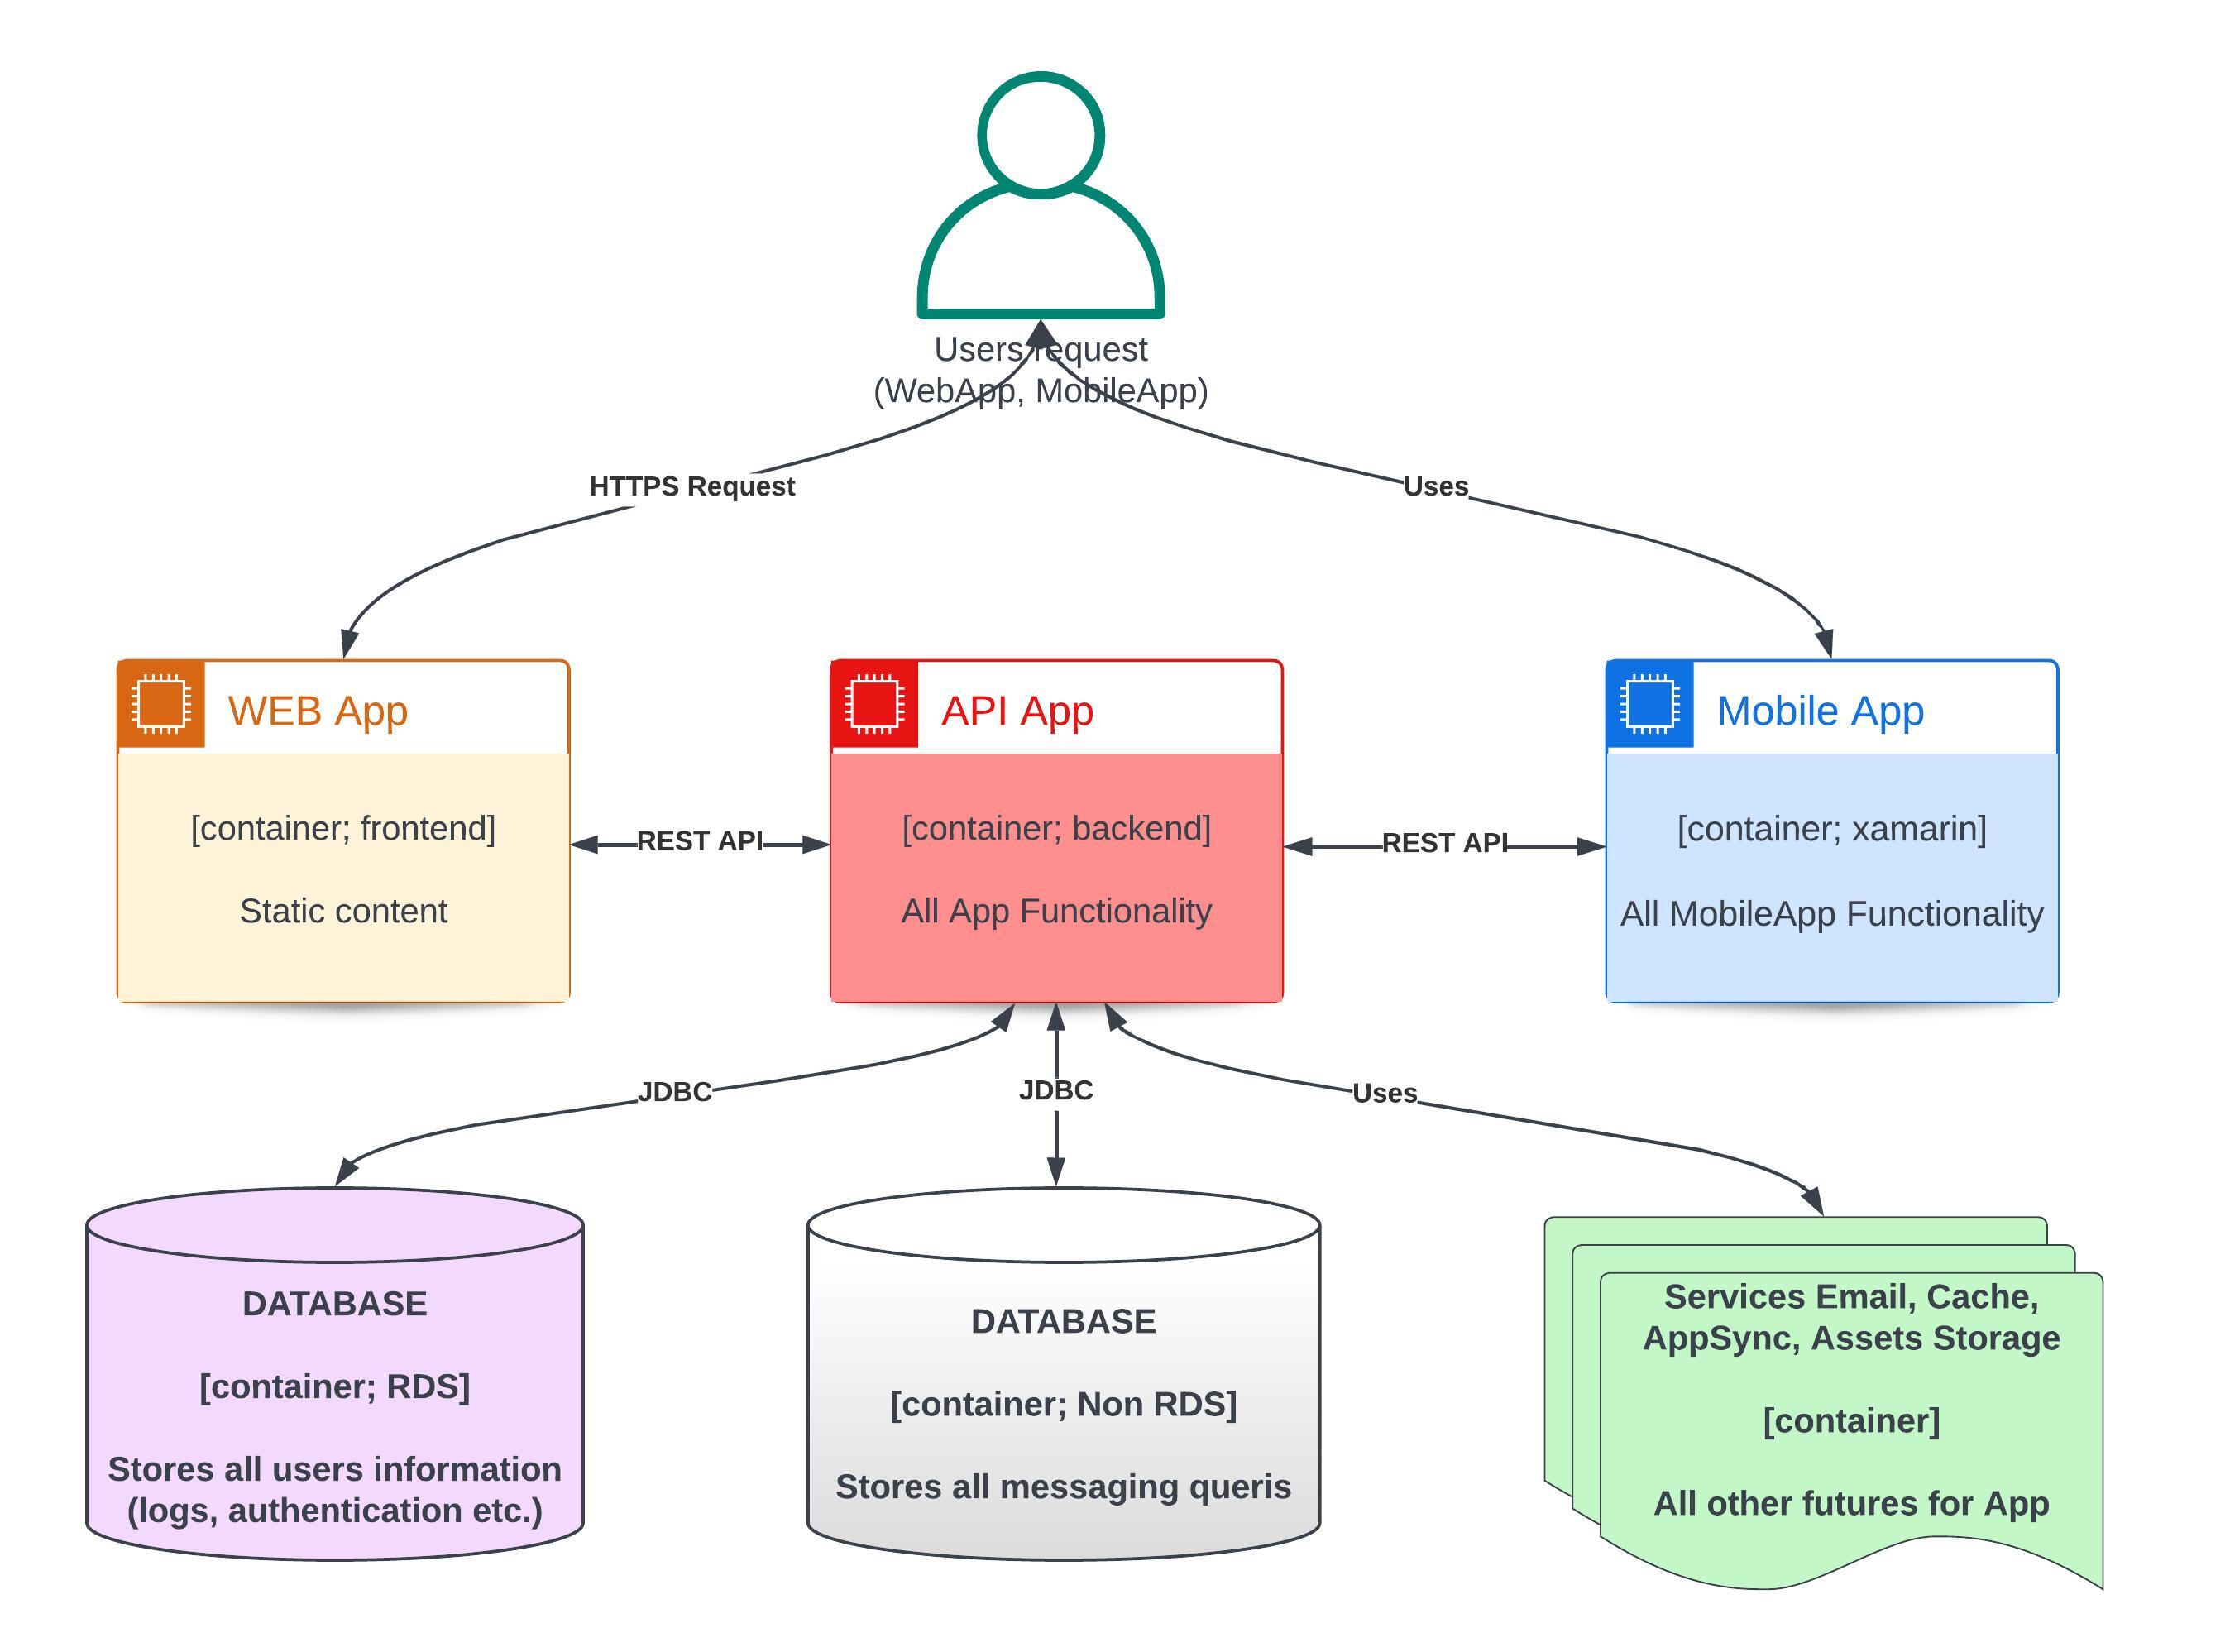 Users request
(WebApp, MobileApp)
HTTPS Request
Uses
WEB App
[container; frontend]
Static content
REST API
API App
[container; backend]
All App Functionality
REST API
Mobile App
[container; xamarin]
All MobileApp Functionality
JDBC
JDBC
Uses
DATABASE
[container; RDS]
Stores all users information
(logs, authentication etc.)
DATABASE
[container; Non RDS]
Stores all messaging queris
Services Email, Cache,
AppSync, Assets Storage
[container]
All other futures for App